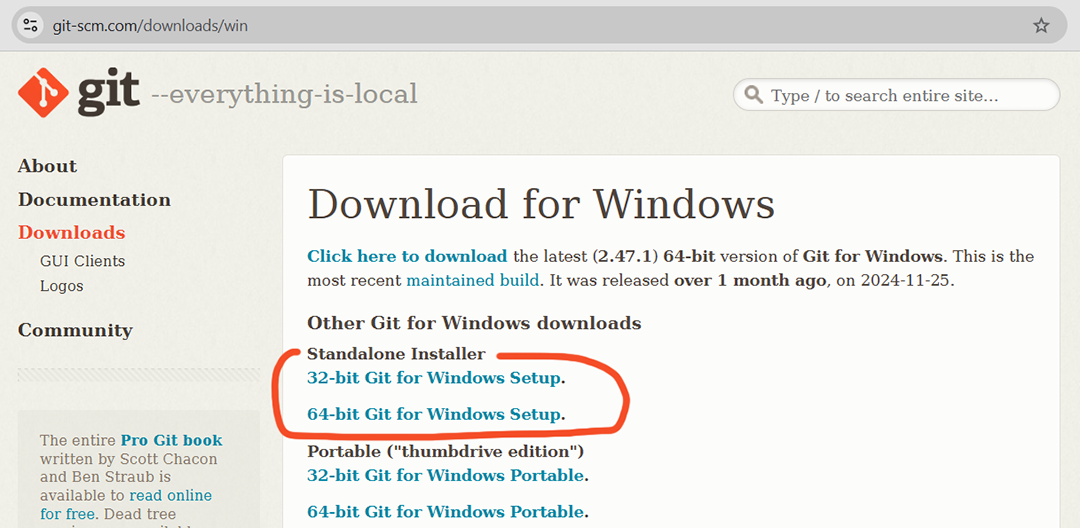 git-scm.com/downloads/win
git --everything-is-local
Type / to search entire site...
About
Documentation
Downloads
GUI Clients
Logos
Community
The entire Pro Git book
written by Scott Chacon
and Ben Straub is
available to read online
for free. Dead tree
Download for Windows
Click here to download the latest (2.47.1) 64-bit version of Git for Windows. This is the
most recent maintained build. It was released over 1 month ago, on 2024-11-25.
Other Git for Windows downloads
Standalone Installer
32-bit Git for Windows Setup.
64-bit Git for Windows Setup.
Portable ("thumbdrive edition")
32-bit Git for Windows Portable.
64-bit Git for Windows Portable.